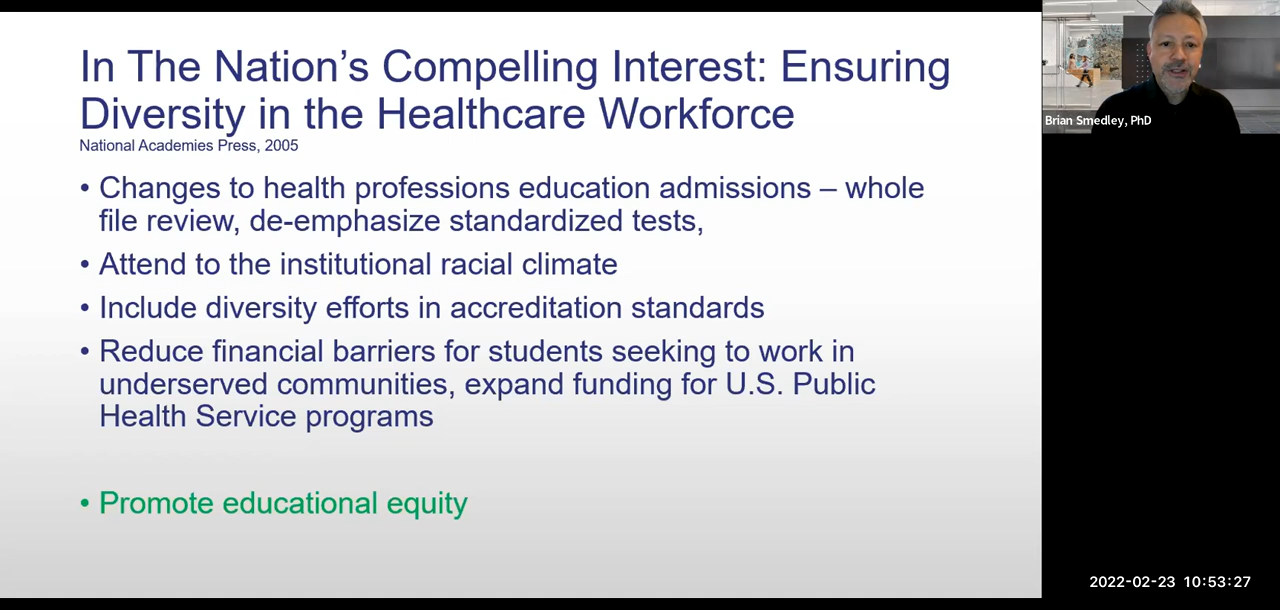 In The Nation’s Compelling Interest: Ensuring
Diversity in the Healthcare Workforce
National Academies Press, 2005
• Changes to health professions education admissions – whole
file review, de-emphasize standardized tests,
• Attend to the institutional racial climate
• Include diversity efforts in accreditation standards
• Reduce financial barriers for students seeking to work in
underserved communities, expand funding for U.S. Public
Health Service programs
• Promote educational equity
Brian Smedley, PhD
2022-02-23 10:53:27